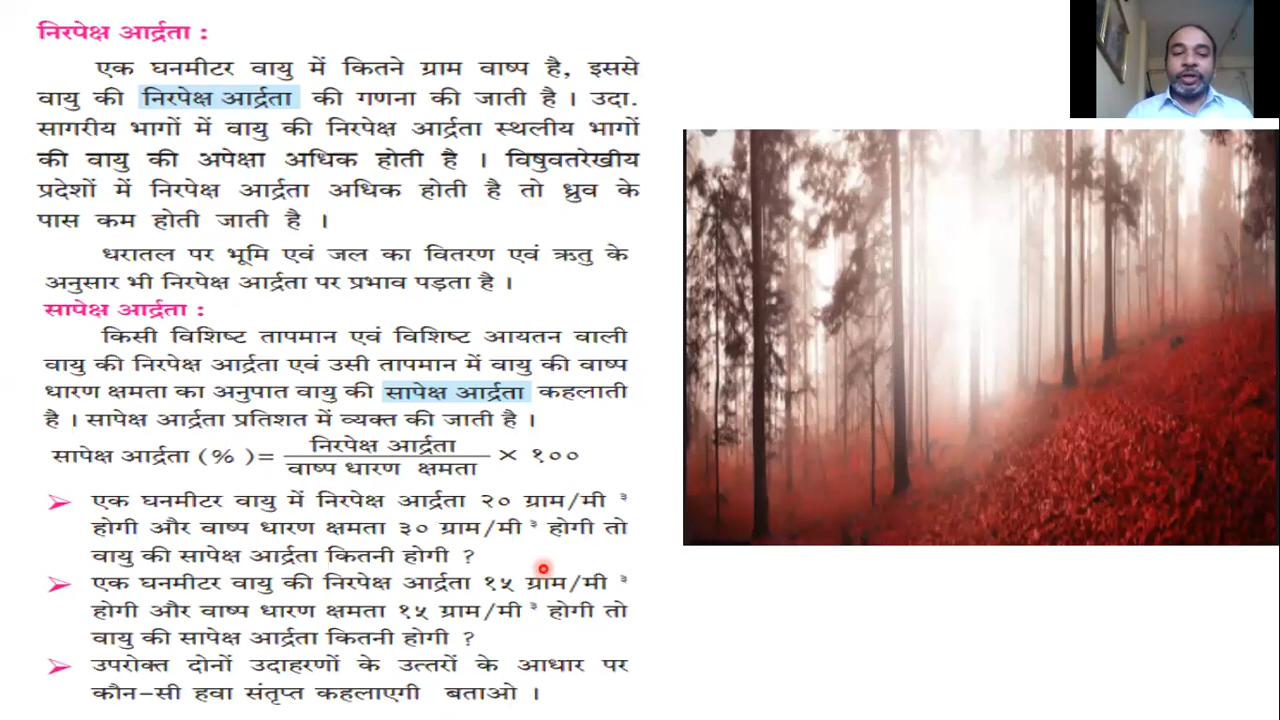 निरपेक्ष आर्द्रता :
एक घनमीटर वायु में कितने ग्राम वाष्प है, इससे
वायु की निरपेक्ष आर्द्रता की गणना की जाती है । उदा.
सागरीय भागों में वायु की निरपेक्ष आर्द्रता स्थलीय भागों
की वायु की अपेक्षा अधिक होती है । विषुवतरेखीय
प्रदेशों में निरपेक्ष आर्द्रता अधिक होती है तो ध्रुव के
पास कम होती जाती है ।
धरातल पर भूमि एवं जल का वितरण एवं ऋतु के
अनुसार भी निरपेक्ष आर्द्रता पर प्रभाव पड़ता है ।
सापेक्ष आर्द्रता :
किसी विशिष्ट तापमान एवं विशिष्ट आयतन वाली
वायु की निरपेक्ष आर्द्रता एवं उसी तापमान में वायु की वाष्प
धारण क्षमता का अनुपात वायु की सापेक्ष आर्द्रता कहलाती
है । सापेक्ष आर्द्रता प्रतिशत में व्यक्त की जाती है ।
निरपेक्ष आर्द्रता
सापेक्ष आर्द्रता (% )= × १००
वाष्प धारण क्षमता
➢ एक घनमीटर वायु में निरपेक्ष आर्द्रता २० ग्राम/मी ३
होगी और वाष्प धारण क्षमता ३० ग्राम/मी ३ होगी तो
वायु की सापेक्ष आर्द्रता कितनी होगी ?
➢ एक घनमीटर वायु की निरपेक्ष आर्द्रता १५ ग्राम/मी ३
होगी और वाष्प धारण क्षमता १५ ग्राम/मी ३ होगी तो
वायु की सापेक्ष आर्द्रता कितनी होगी ?
➢ उपरोक्त दोनों उदाहरणों के उत्तरों के आधार पर
कौन-सी हवा संतृप्त कहलाएगी बताओ ।